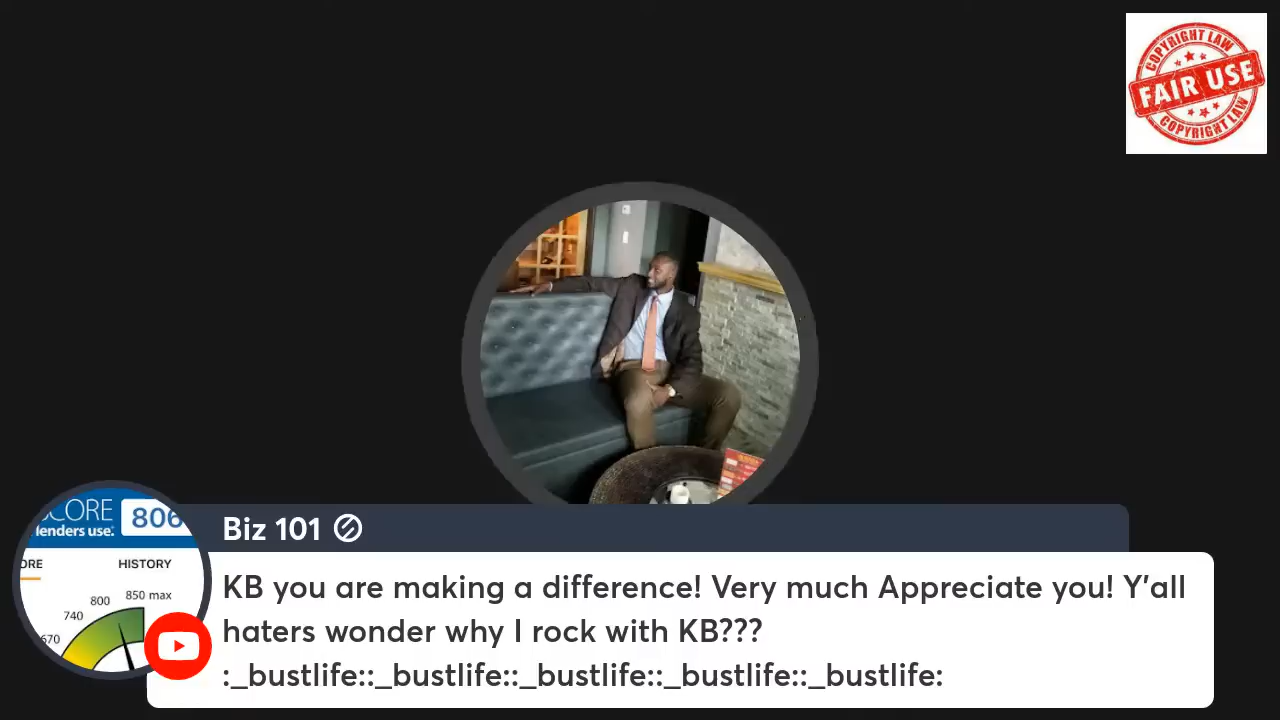 COPYRIGHT LAW
FAIR USE
COPYRIGHT LAW
CORE 806
lenders use.
ORE HISTORY
850 max
800
740
670
Biz 101
KB you are making a difference! Very much Appreciate you! Y'all
haters wonder why I rock with KB???
:_bustlife::_bustlife::_bustlife::_bustlife::_bustlife: